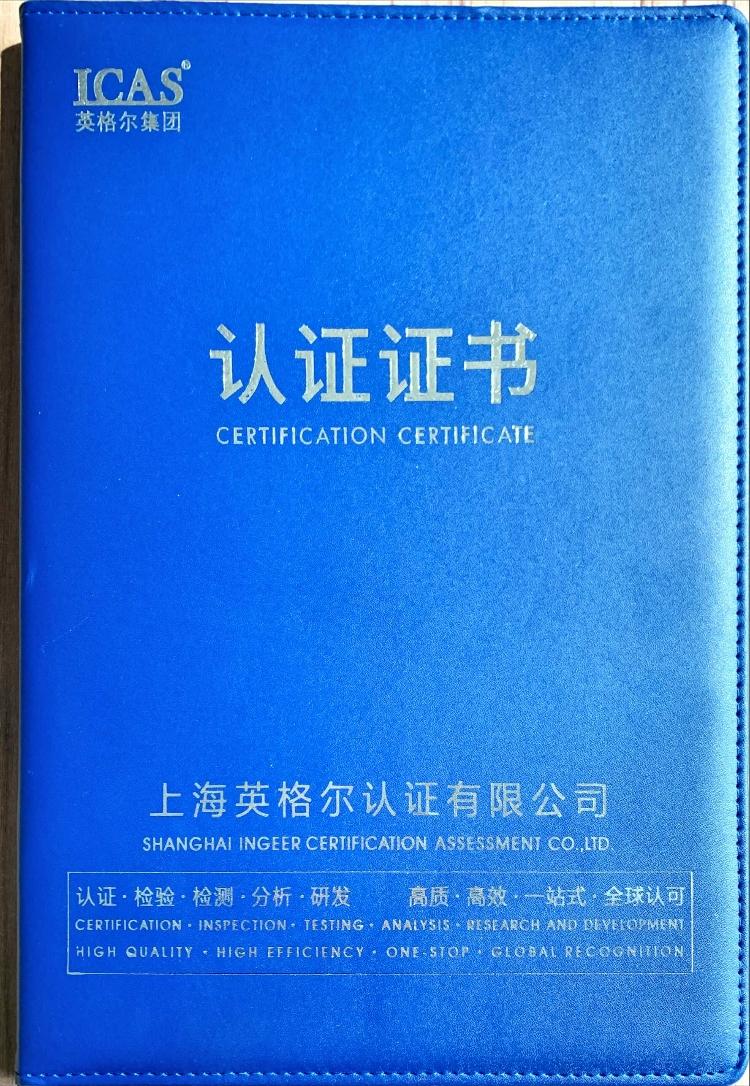 ICAS®
英格尔集团
认证证书
CERTIFICATION CERTIFICATE
上海英格尔认证有限公司
SHANGHAI INGEER CERTIFICATION ASSESSMENT CO.,LTD
认证·检验·检测·分析·研发 高质·高效·一站式·全球认可
CERTIFICATION · INSPECTION · TESTING · ANALYSIS · RESEARCH AND DEVELOPMENT
HIGH QUALITY · HIGH EFFICIENCY · ONE-STOP · GLOBAL RECOGNITION